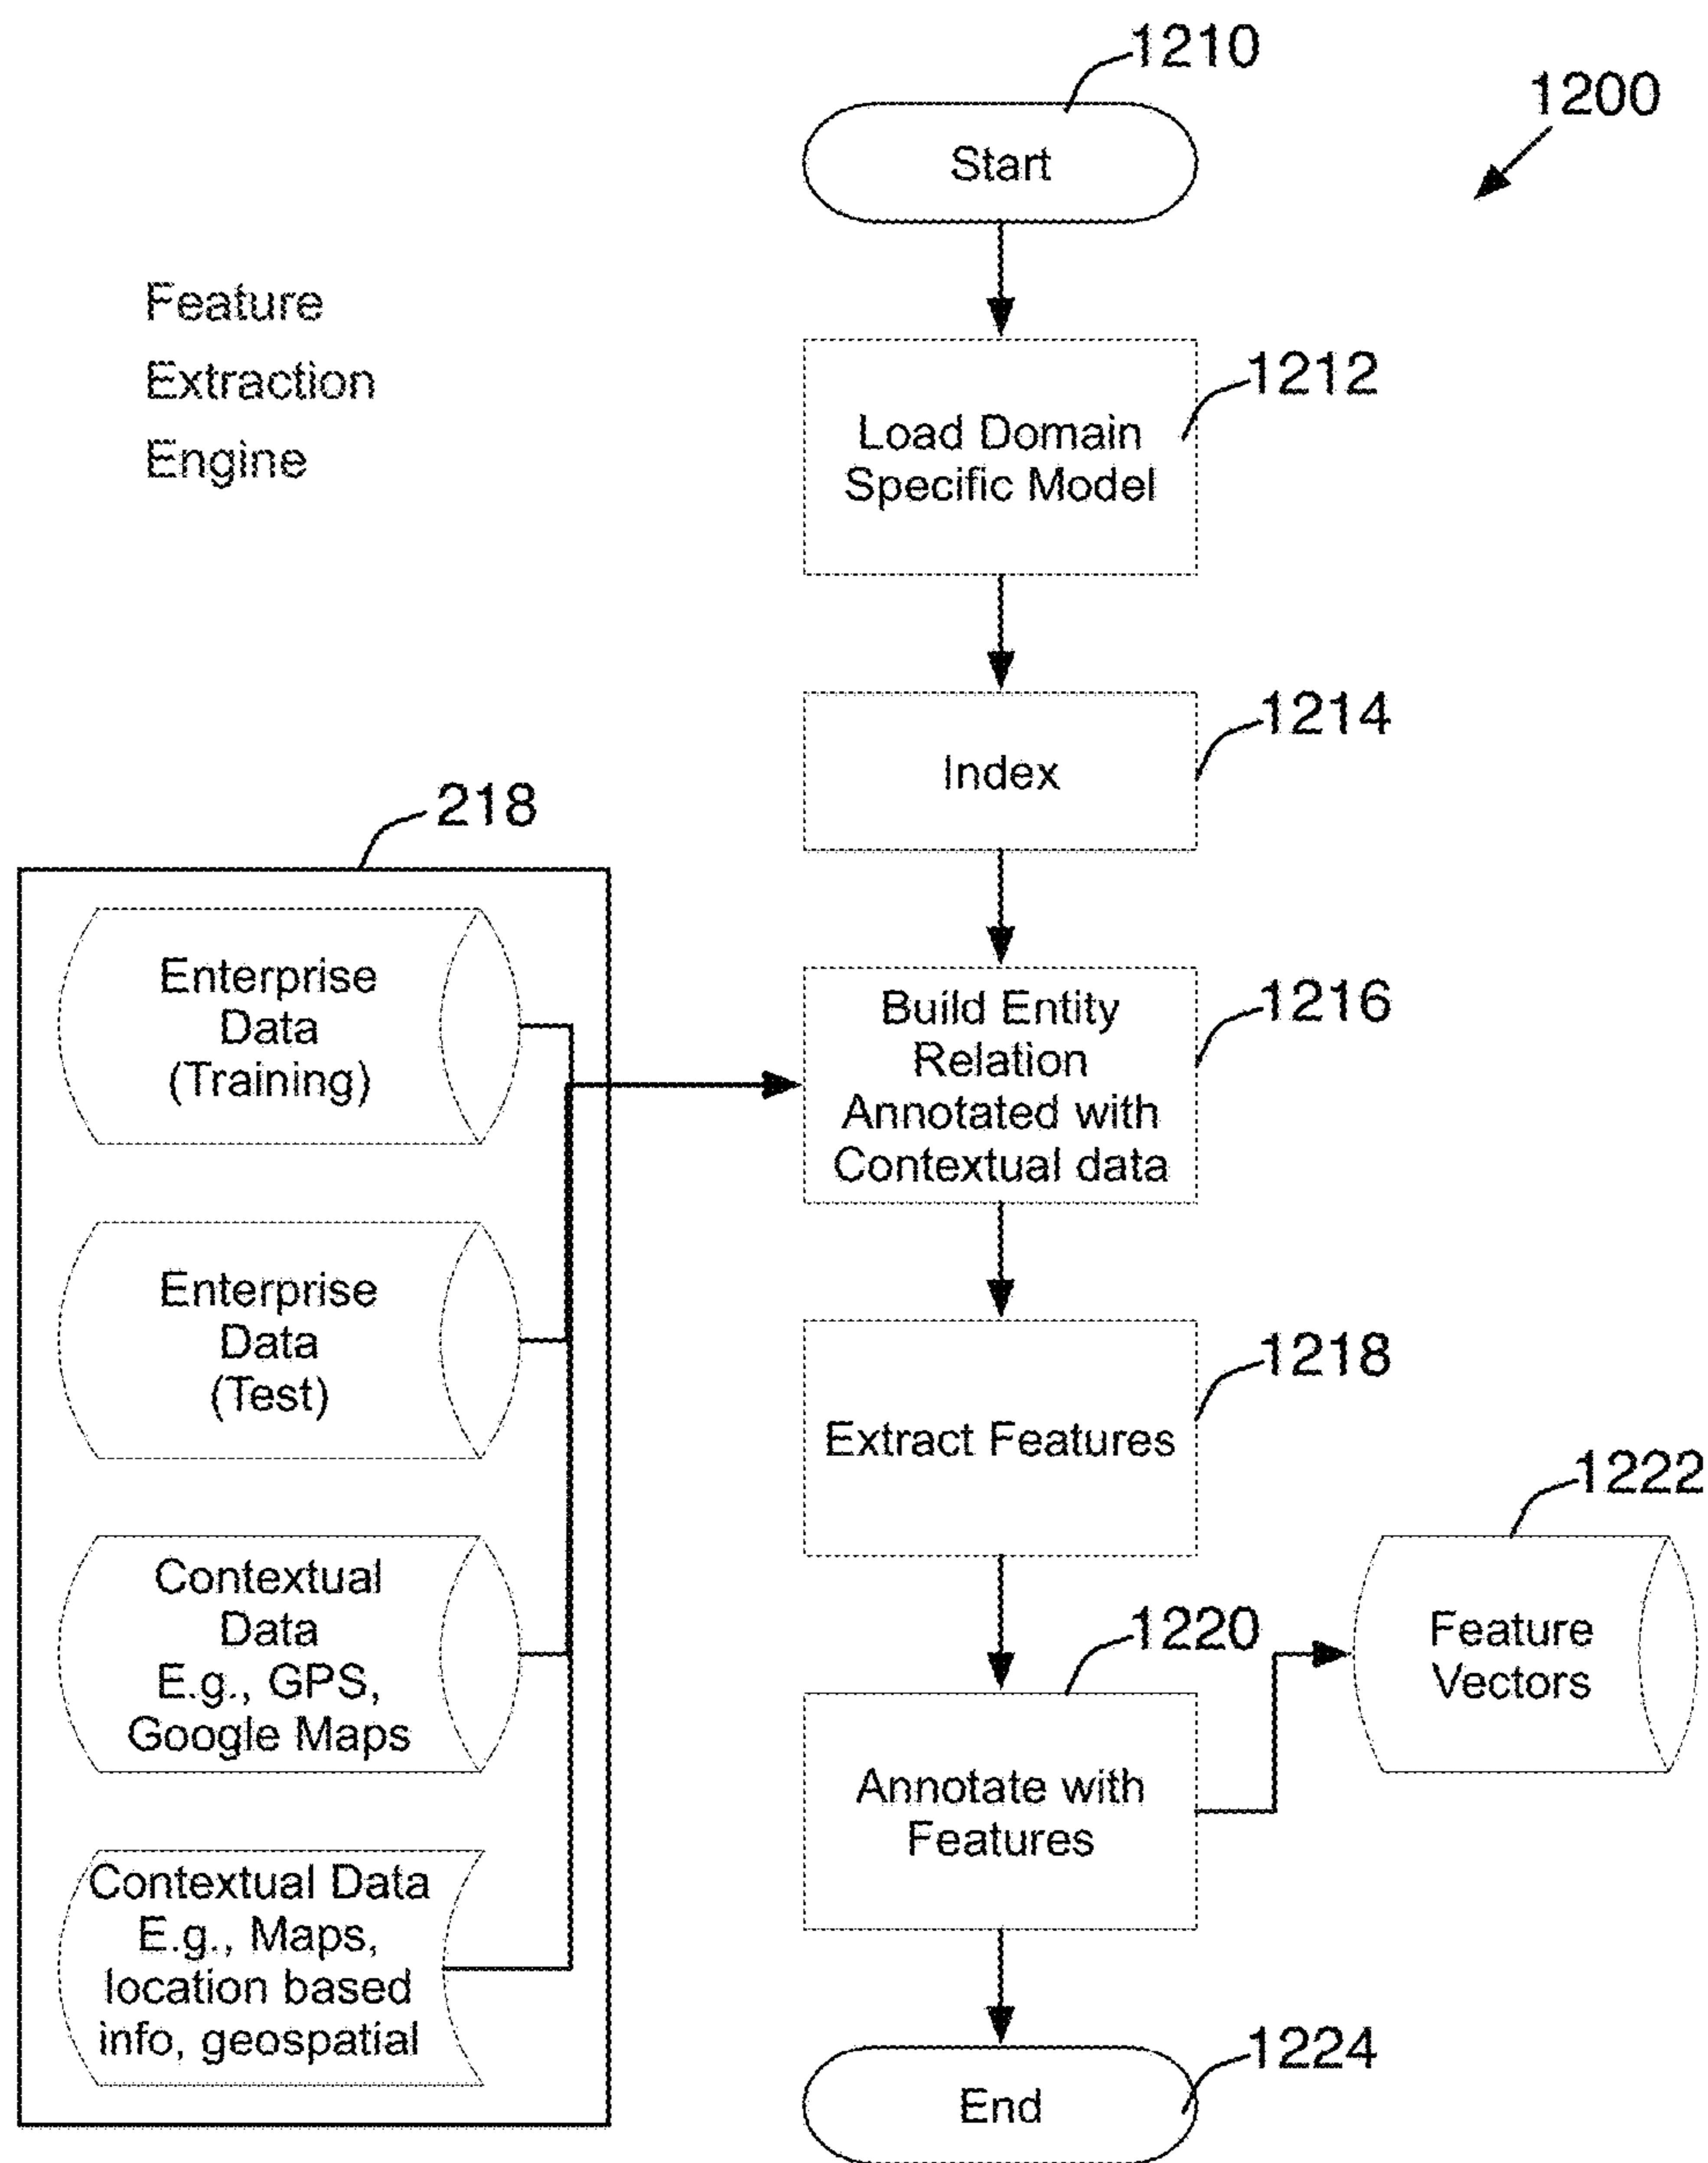 1210
1200
Start
Feature
Extraction
Engine
1212
Load Domain
Specific Model
1214
Index
218
Enterprise
Data
(Training)
1216
Build Entity
Relation
Annotated with
Contextual data
Enterprise
Data
(Test)
1218
Extract Features
1222
Contextual
Data
E.g., GPS,
Google Maps
1220
Feature
Vectors
Annotate with
Features
Contextual Data
E.g., Maps,
location based
info, geospatial
1224
End